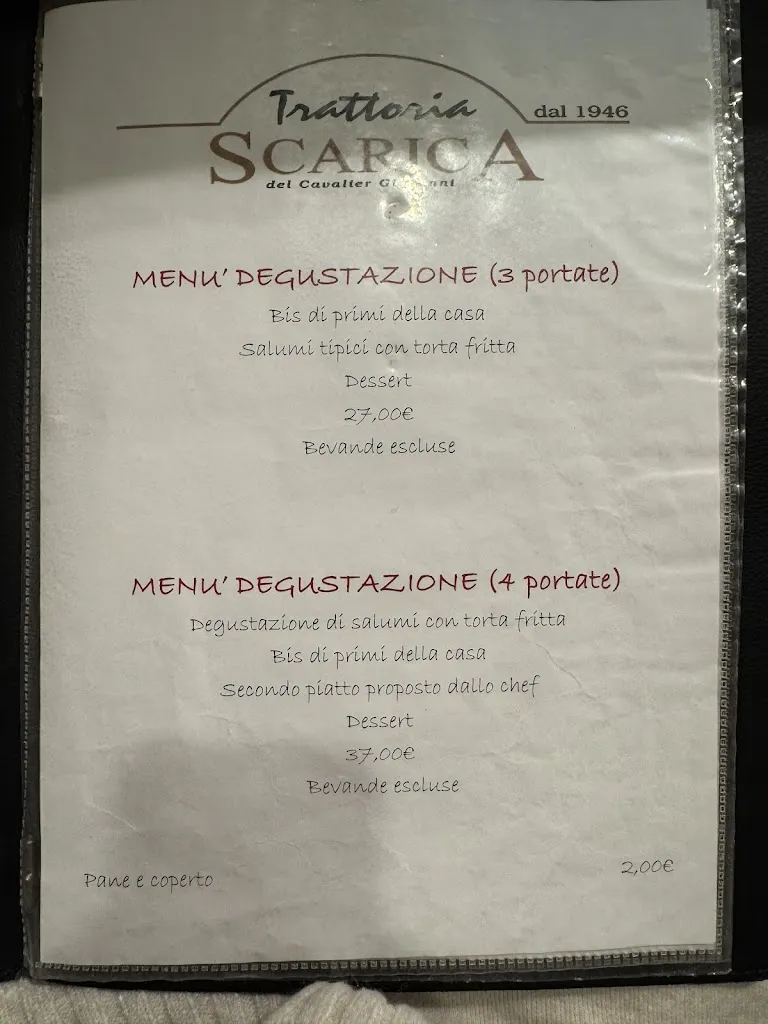 Trattoria
dal 1946
SCARICA
del Cavalier
MENU' DEGUSTAZIONE (3 portate)
Bis di primi della casa
Salumi tipici con torta fritta
Dessert
27,00€
Bevande escluse
MENU' DEGUSTAZIONE (4 portate)
Degustazione di salumi con torta fritta
Bis di primi della casa
Secondo piatto proposto dallo chef
Dessert
37,00€
Bevande escluse
Pane e coperto 2,00€